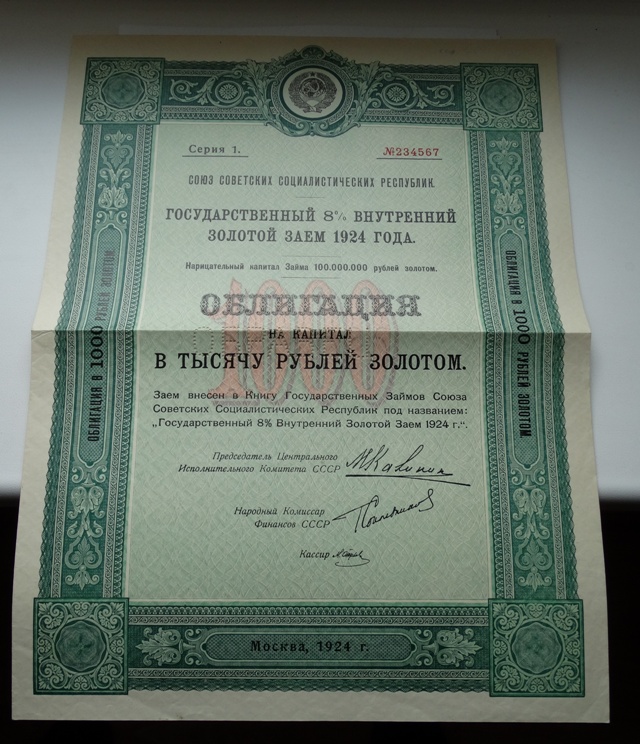 Серия 1.
№234567
СОЮЗ СОВЕТСКИХ СОЦИАЛИСТИЧЕСКИХ РЕСПУБЛИК.
ГОСУДАРСТВЕННЫЙ 8% ВНУТРЕННИЙ
ЗОЛОТОЙ ЗАЕМ 1924 ГОДА.
Нарицательный капитал Займа 100.000.000 рублей золотом.
ОБЛИГАЦИЯ
1000
НА КАПИТАЛ
В ТЫСЯЧУ РУБЛЕЙ ЗОЛОТОМ.
Заем внесен в Книгу Государственных Займов Союза
Советских Социалистических Республик под названием:
„Государственный 8% Внутренний Золотой Заем 1924 г.“.
Председатель Центрального
Исполнительного Комитета СССР
МКалинин
Народный Комиссар
Финансов СССР
Кассир
Москва, 1924 г.
ОБЛИГАЦИЯ В 1000 РУБЛЕЙ ЗОЛОТОМ
ОБЛИГАЦИЯ В 1000 РУБЛЕЙ ЗОЛОТОМ.